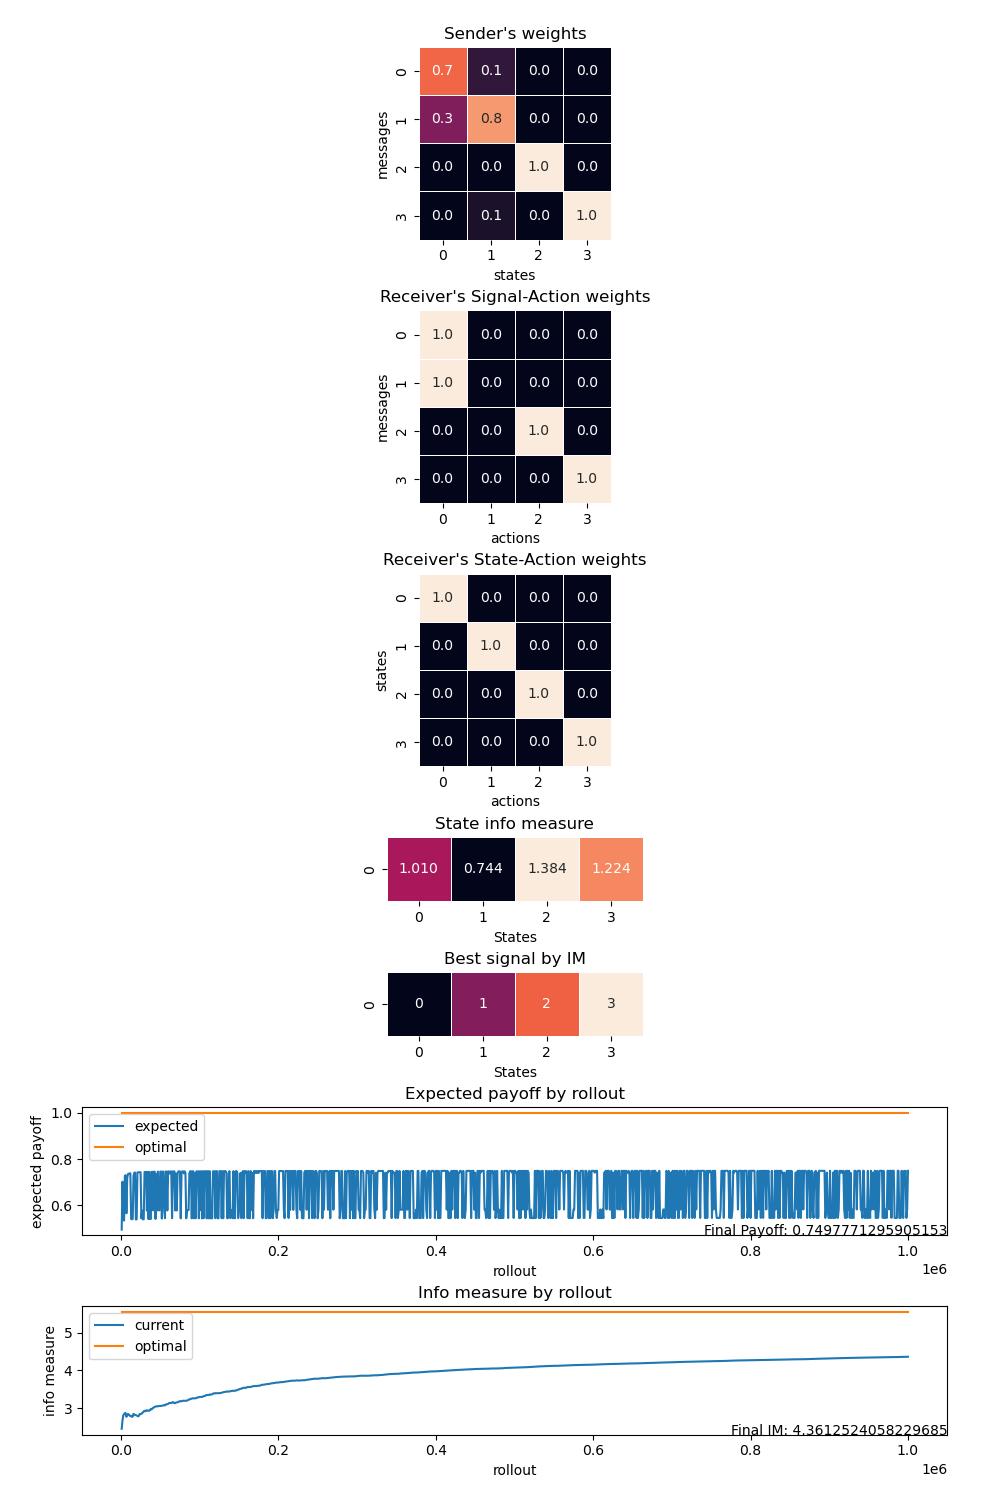 Sender's weights
0 0.7 0.1 0.0 0.0
1 0.3 0.8 0.0 0.0
messages
2 0.0 0.0 1.0 0.0
3 0.0 0.1 0.0 1.0
0 1 2 3
states
Receiver's Signal-Action weights
0 1.0 0.0 0.0 0.0
1 1.0 0.0 0.0 0.0
messages
2 0.0 0.0 1.0 0.0
3 0.0 0.0 0.0 1.0
0 1 2 3
actions
Receiver's State-Action weights
0 1.0 0.0 0.0 0.0
1 0.0 1.0 0.0 0.0
states
2 0.0 0.0 1.0 0.0
3 0.0 0.0 0.0 1.0
0 1 2 3
actions
State info measure
0 1.010 0.744 1.384 1.224
0 1 2 3
States
Best signal by IM
0 0 1 2 3
0 1 2 3
States
Expected payoff by rollout
expected payoff
1.0
0.8
0.6
expected
optimal
Final Payoff: 0.7497771295905153
0.0 0.2 0.4 0.6 0.8 1.0
1e6
rollout
Info measure by rollout
info measure
5
4
3
current
optimal
Final IM: 4.3612524058229685
0.0 0.2 0.4 0.6 0.8 1.0
1e6
rollout